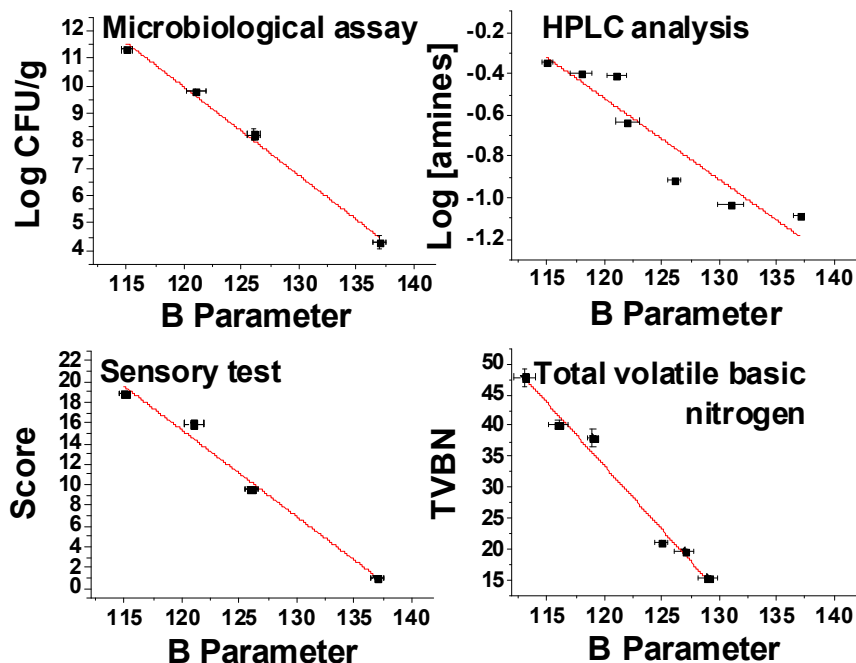 Microbiological assay
Log CFU/g
12
11
10
9
8
7
6
5
4
115 120 125 130 135 140
B Parameter
HPLC analysis
Log [amines]
-0.2
-0.4
-0.6
-0.8
-1.0
-1.2
115 120 125 130 135 140
B Parameter
Sensory test
Score
22
20
18
16
14
12
10
8
6
4
2
0
115 120 125 130 135 140
B Parameter
Total volatile basic
nitrogen
TVBN
50
45
40
35
30
25
20
15
115 120 125 130 135 140
B Parameter